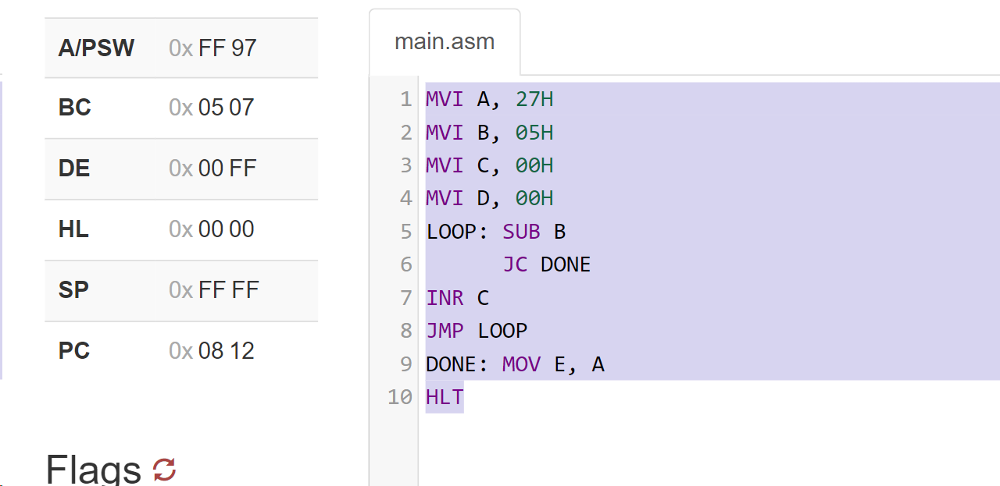 A/PSW 0x FF 97
BC 0x 05 07
DE 0x 00 FF
HL 0x 00 00
SP 0x FF FF
PC 0x 08 12
Flags
main.asm
1 MVI A, 27H
2 MVI B, 05H
3 MVI C, 00H
4 MVI D, 00H
5 LOOP: SUB B
6 JC DONE
7 INR C
8 JMP LOOP
9 DONE: MOV E, A
10 HLT